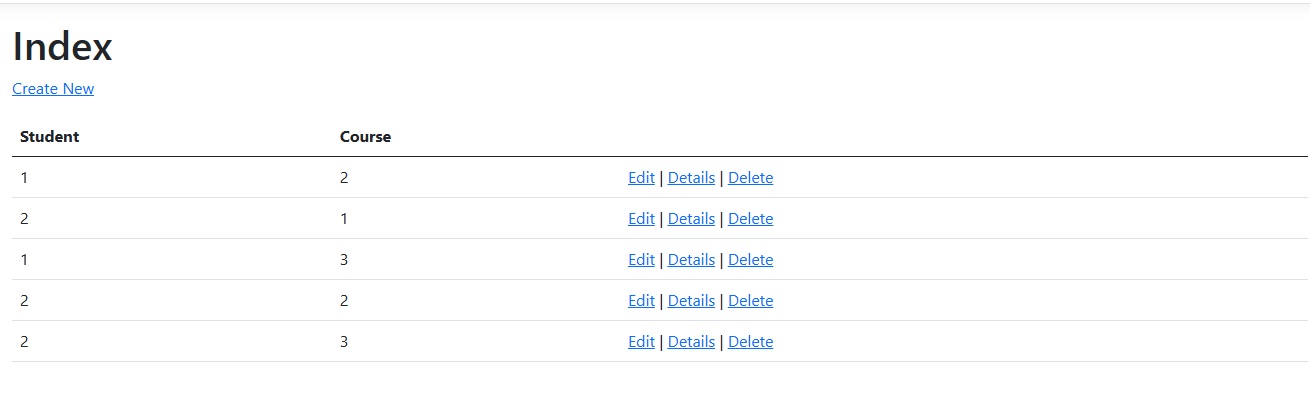 Index
Create New
Student Course
1 2 Edit | Details | Delete
2 1 Edit | Details | Delete
1 3 Edit | Details | Delete
2 2 Edit | Details | Delete
2 3 Edit | Details | Delete